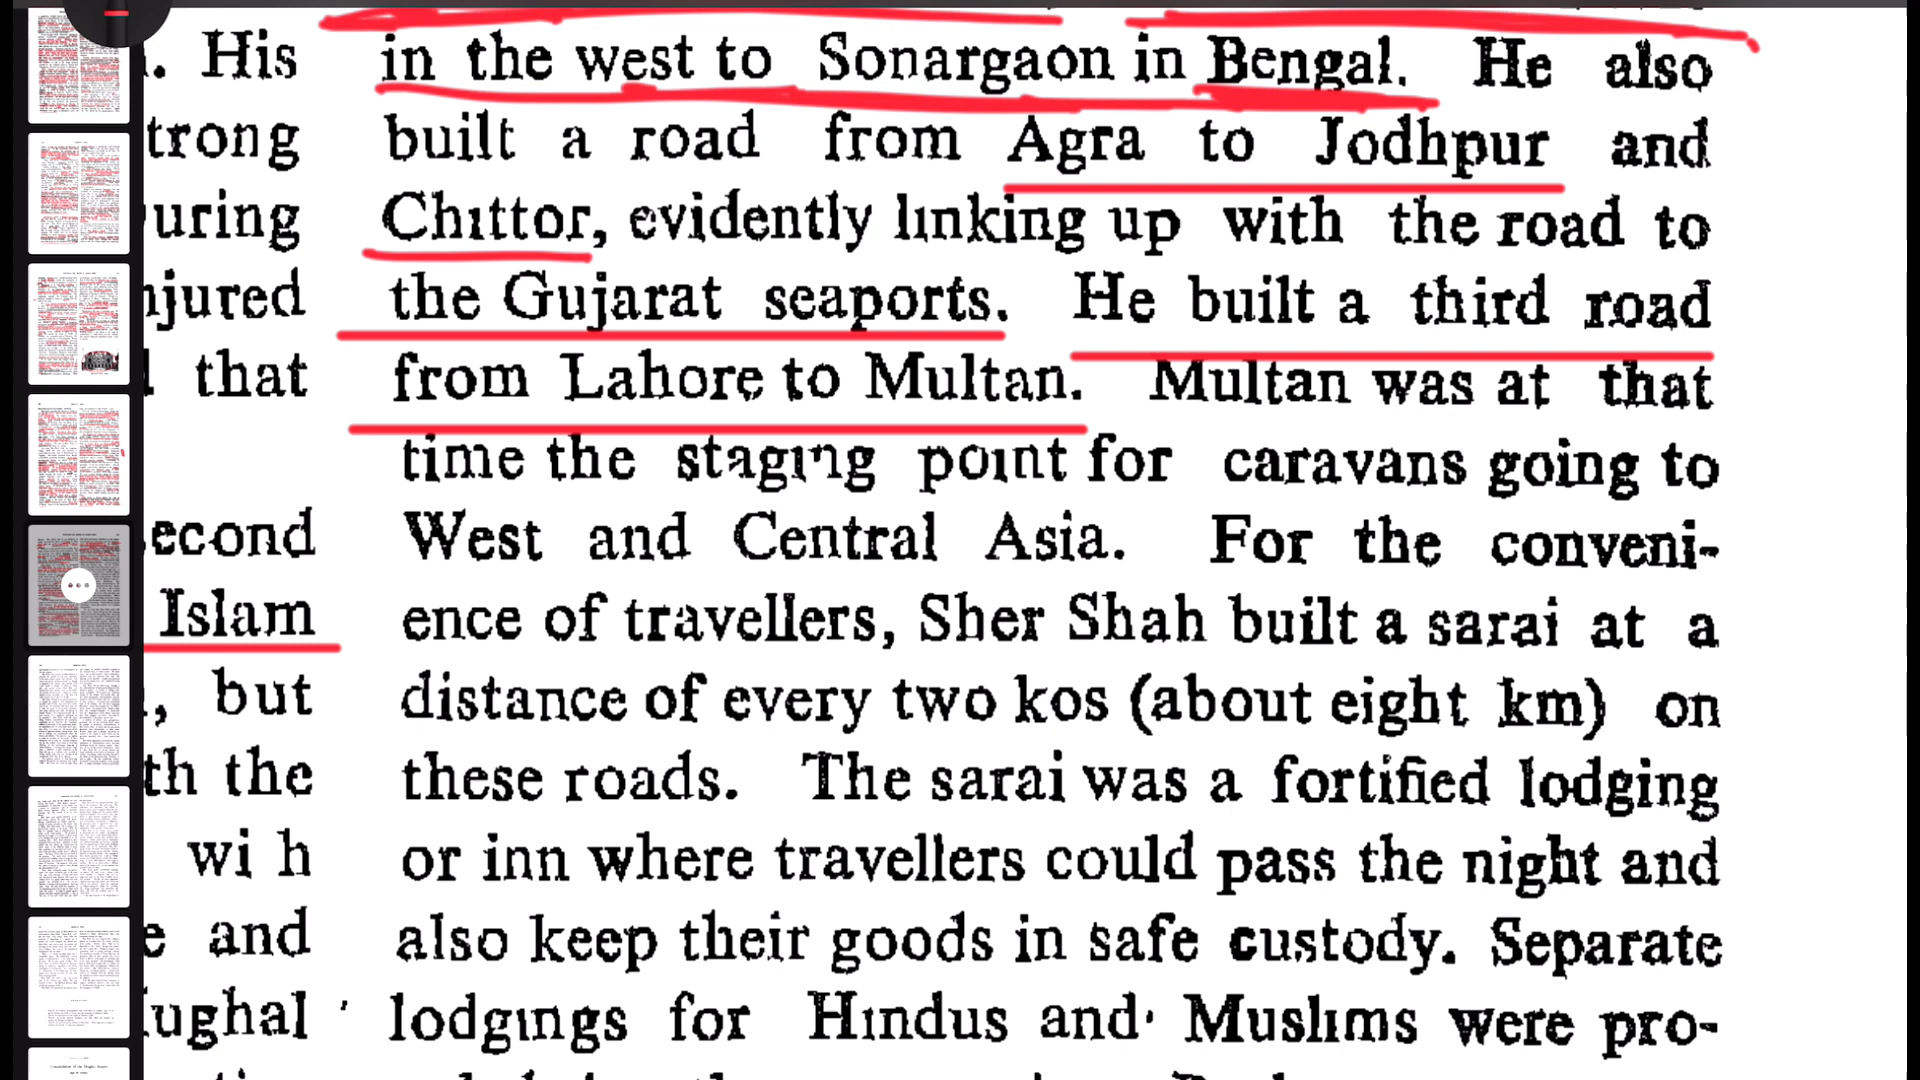 . His
trong
uring
njured
that
econd
Islam
, but
th the
wi h
e and
ughal
in the west to Sonargaon in Bengal. He also
built a road from Agra to Jodhpur and
Chittor, evidently linking up with the road to
the Gujarat seaports. He built a third road
from Lahore to Multan. Multan was at that
time the staging point for caravans going to
West and Central Asia. For the conveni-
ence of travellers, Sher Shah built a sarai at a
distance of every two kos (about eight km) on
these roads. The sarai was a fortified lodging
or inn where travellers could pass the night and
also keep their goods in safe custody. Separate
lodgings for Hindus and Muslims were pro-